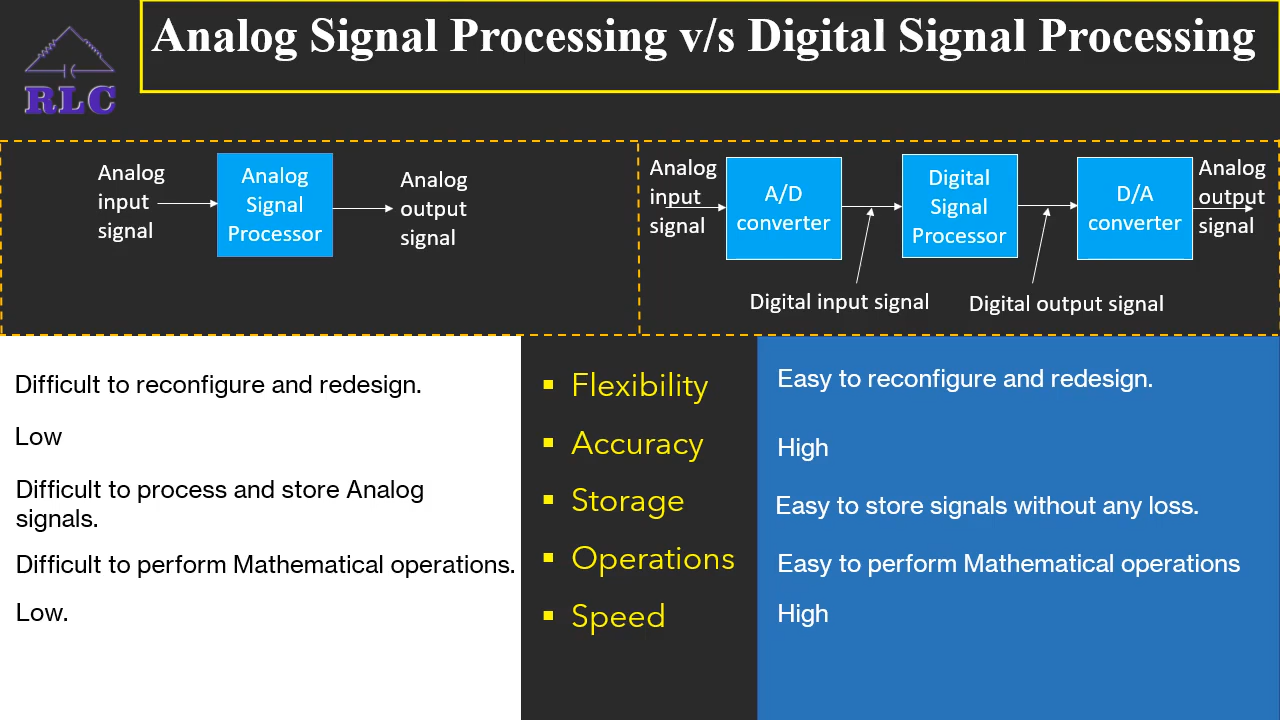 Analog Signal Processing v/s Digital Signal Processing
RLC
Analog
input
signal
Analog
Signal
Processor
Analog
output
signal
Analog
input
signal
A/D
converter
Digital
Signal
Processor
D/A
converter
Analog
output
signal
Digital input signal
Digital output signal
Difficult to reconfigure and redesign.
▪ Flexibility
Easy to reconfigure and redesign.
Low
▪ Accuracy
High
Difficult to process and store Analog
signals.
▪ Storage
Easy to store signals without any loss.
Difficult to perform Mathematical operations.
▪ Operations
Easy to perform Mathematical operations
Low.
▪ Speed
High